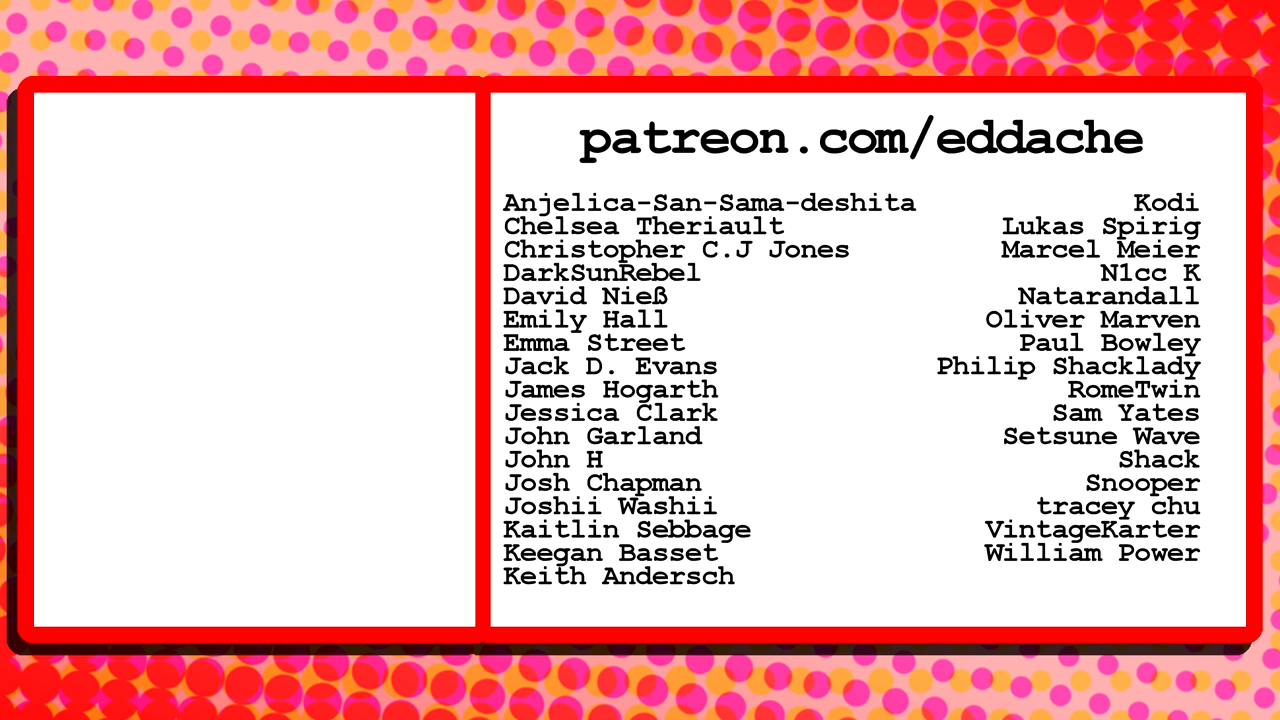 patreon.com/eddache
Anjelica-San-Sama-deshita
Chelsea Theriault
Christopher C.J Jones
DarkSunRebel
David Nieß
Emily Hall
Emma Street
Jack D. Evans
James Hogarth
Jessica Clark
John Garland
John H
Josh Chapman
Joshii Washii
Kaitlin Sebbage
Keegan Basset
Keith Andersch
Kodi
Lukas Spirig
Marcel Meier
N1cc K
Natarandall
Oliver Marven
Paul Bowley
Philip Shacklady
RomeTwin
Sam Yates
Setsune Wave
Shack
Snooper
tracey chu
VintageKarter
William Power